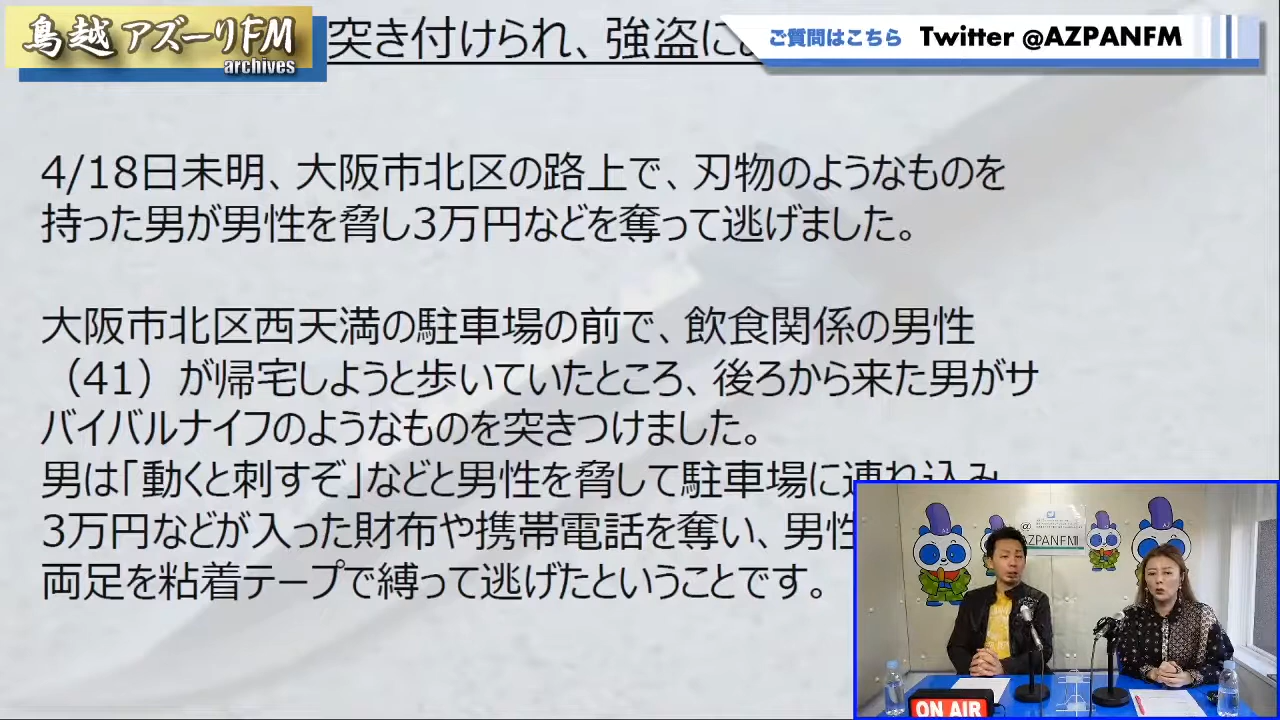 鳥越 アズーリFM
archives
突き付けられ、強盗に
ご質問はこちら Twitter @AZPANFM
4/18日未明、大阪市北区の路上で、刃物のようなものを
持った男が男性を脅し3万円などを奪って逃げました。
大阪市北区西天満の駐車場の前で、飲食関係の男性
（41）が帰宅しようと歩いていたところ、後ろから来た男がサ
バイバルナイフのようなものを突きつけました。
男は「動くと刺すぞ」などと男性を脅して駐車場に連れ込み
3万円などが入った財布や携帯電話を奪い、男性
両足を粘着テープで縛って逃げたということです。
@
AZPANFM
ON AIR